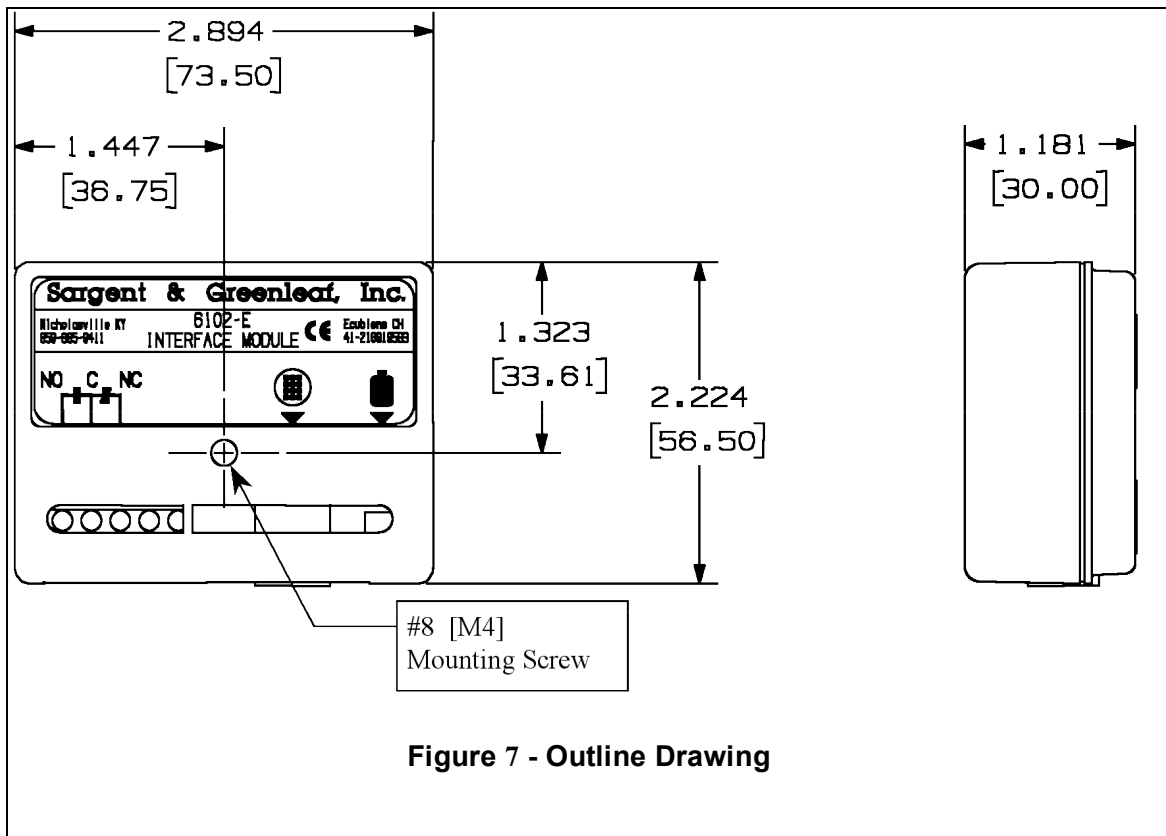 2.894
[73.50]
1.447
[36.75]
1.181
[30.00]
Sargent & Greenleaf, Inc.
Nicholasville KY
6102-E
INTERFACE MODULE
CE
Ecublens CH
NO C NC
1.323
[33.61]
2.224
[56.50]
#8 [M4]
Mounting Screw
Figure 7 - Outline Drawing